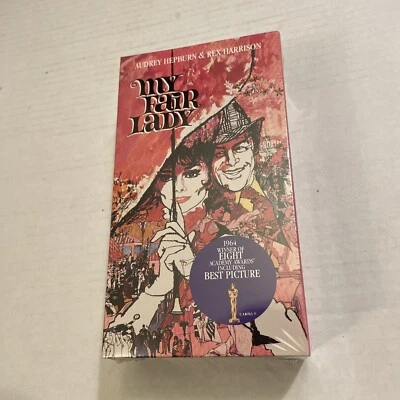 AUDREY HEPBURN & REX HARRISON
My
Fair
Lady
1964
WINNER OF
EIGHT
ACADEMY AWARDS®
INCLUDING
BEST PICTURE